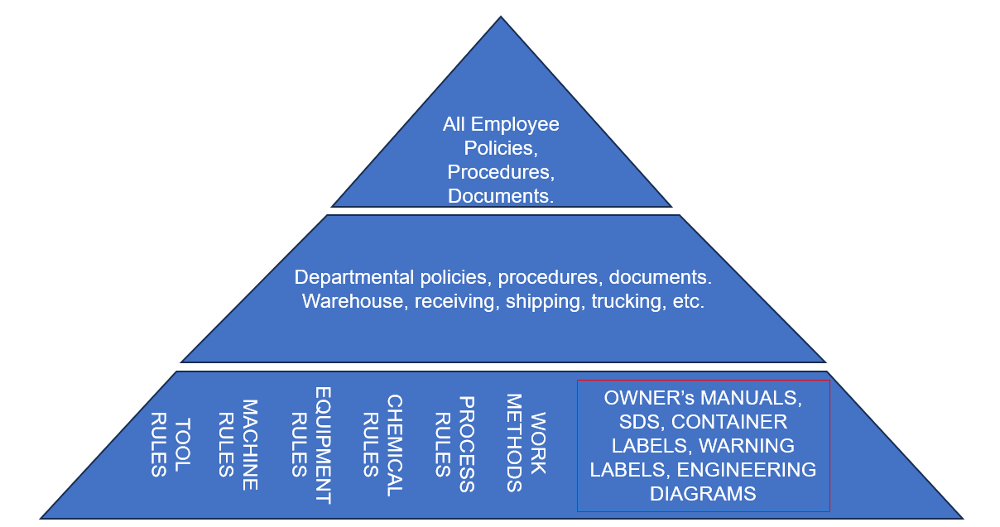 All Employee
Policies,
Procedures,
Documents.
Departmental policies, procedures, documents.
Warehouse, receiving, shipping, trucking, etc.
TOOL
RULES
MACHINE
RULES
EQUIPMENT
RULES
CHEMICAL
RULES
PROCESS
RULES
WORK
METHODS
OWNER’s MANUALS,
SDS, CONTAINER
LABELS, WARNING
LABELS, ENGINEERING
DIAGRAMS